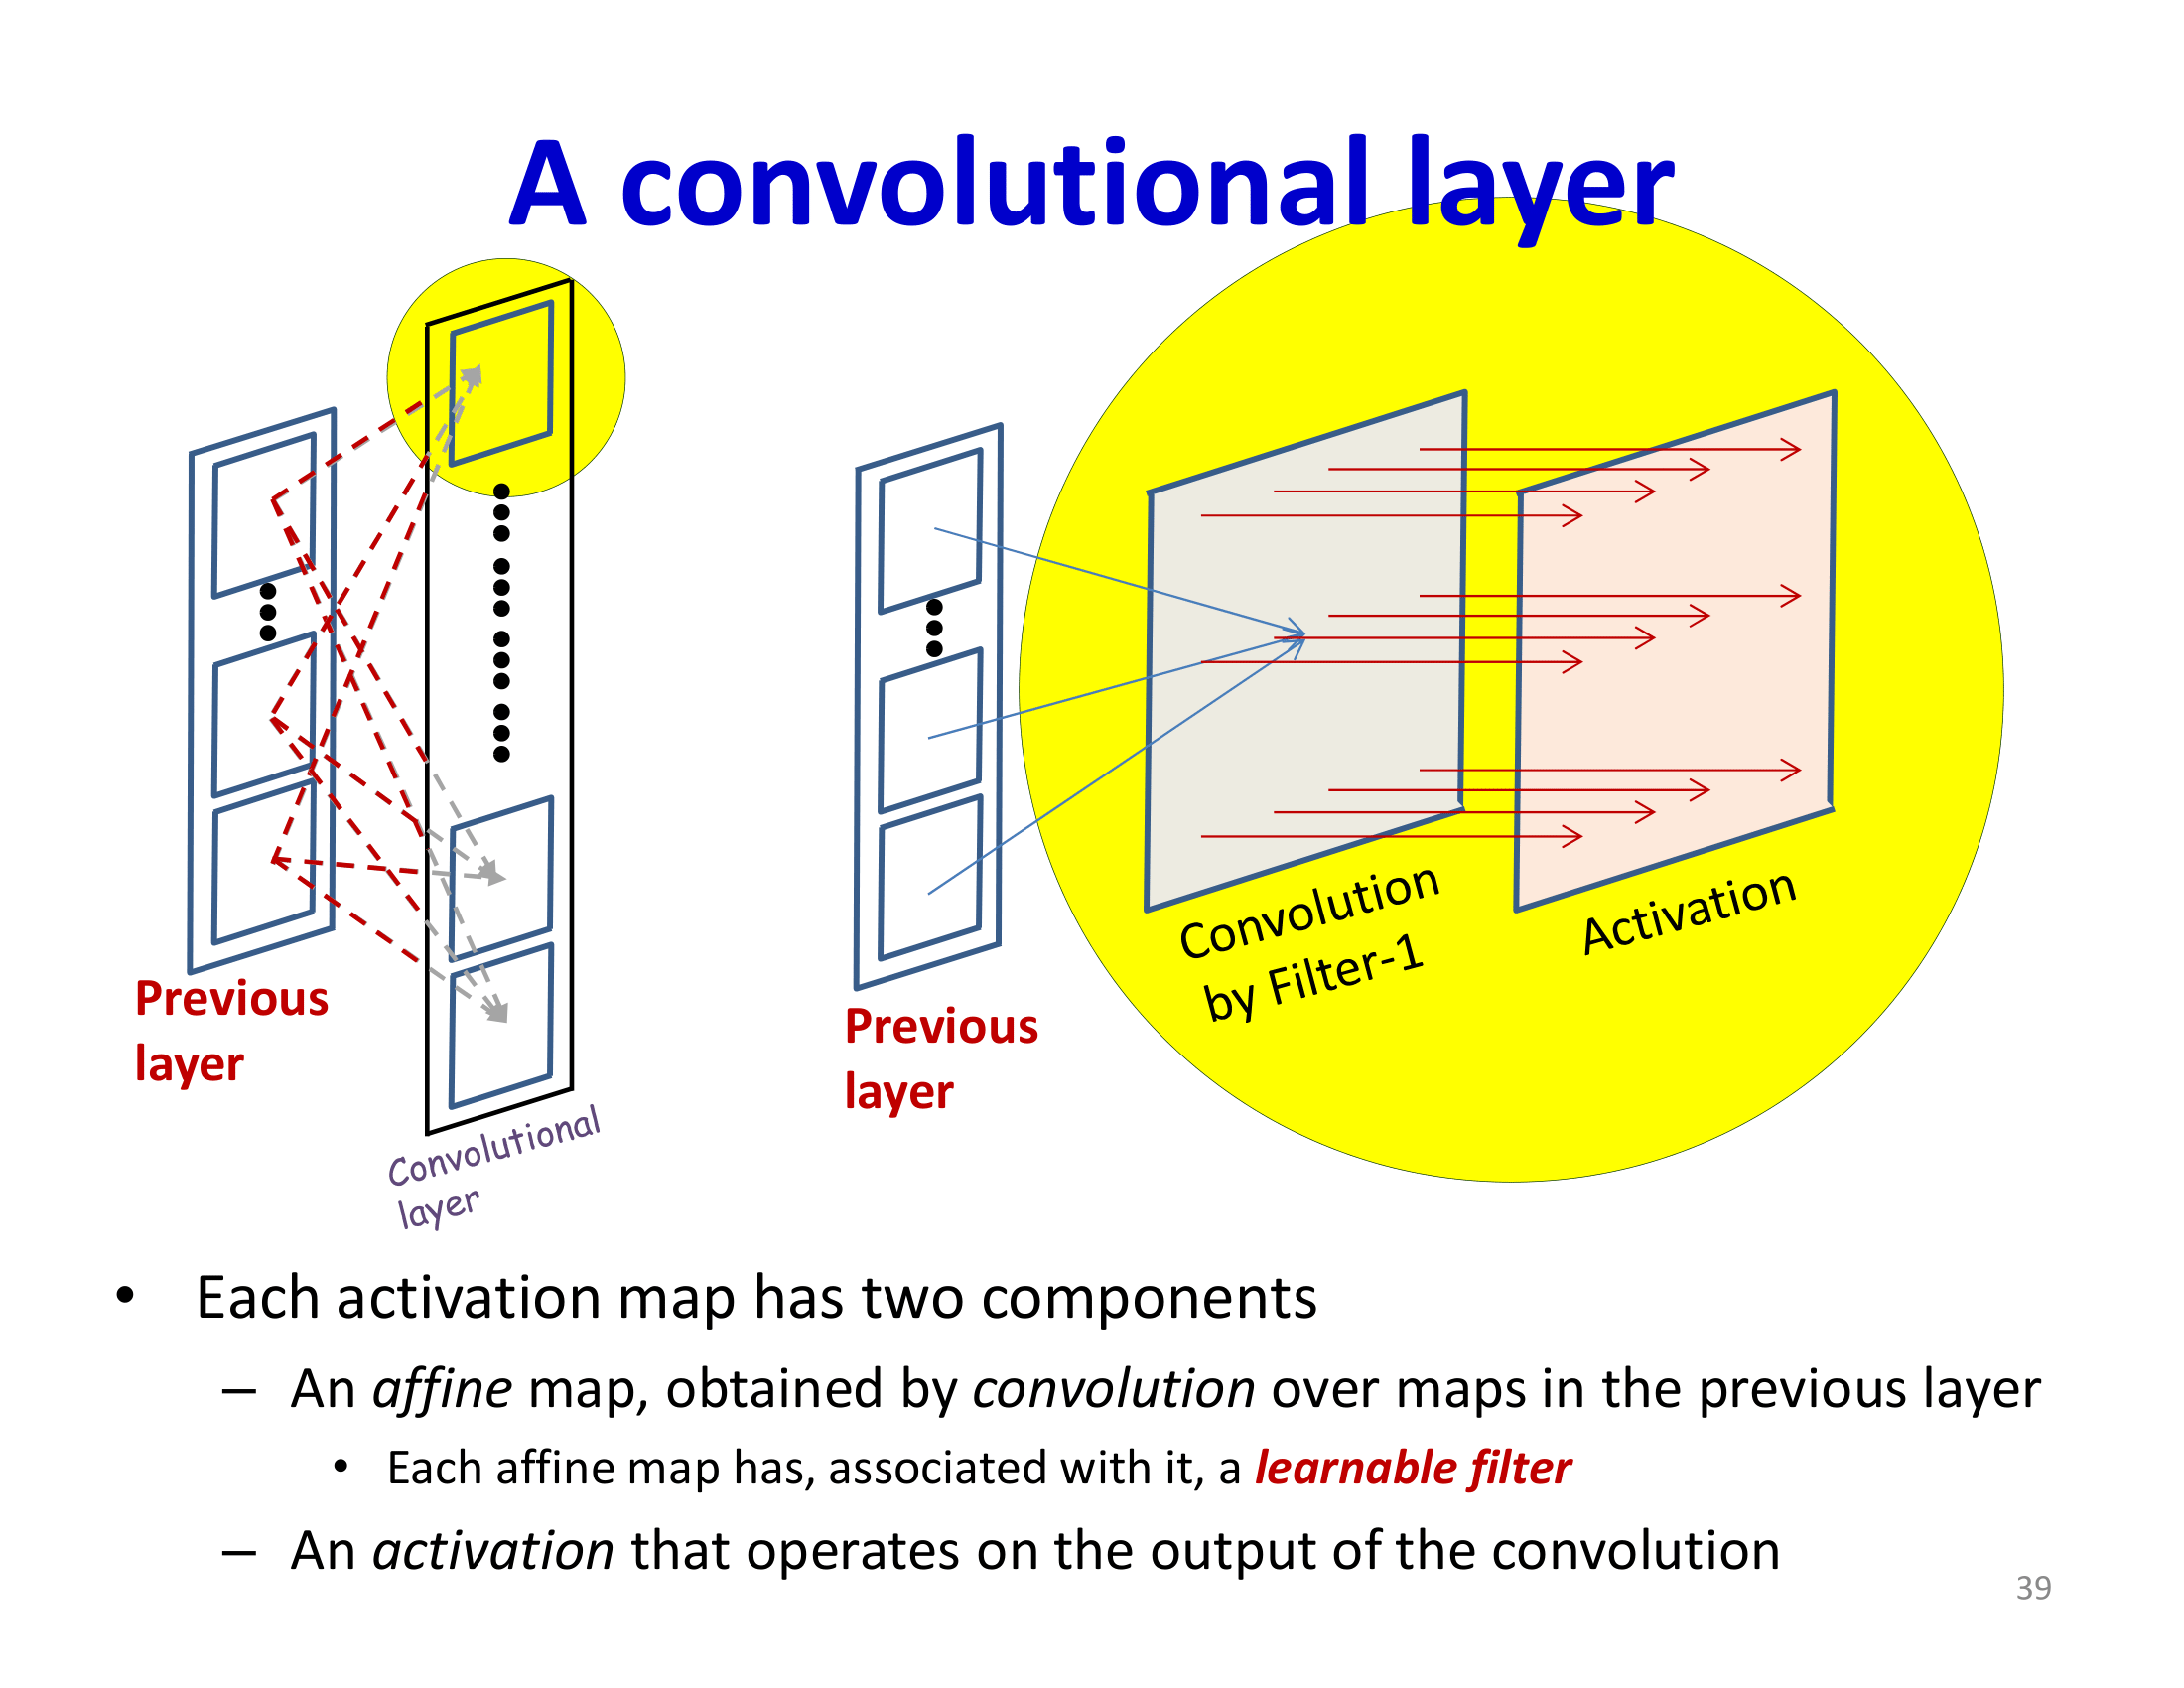 A convolutional layer
Previous
layer
Convolutional
layer
Previous
layer
Convolution
by Filter-1
Activation
• Each activation map has two components
– An affine map, obtained by convolution over maps in the previous layer
• Each affine map has, associated with it, a learnable filter
– An activation that operates on the output of the convolution
39